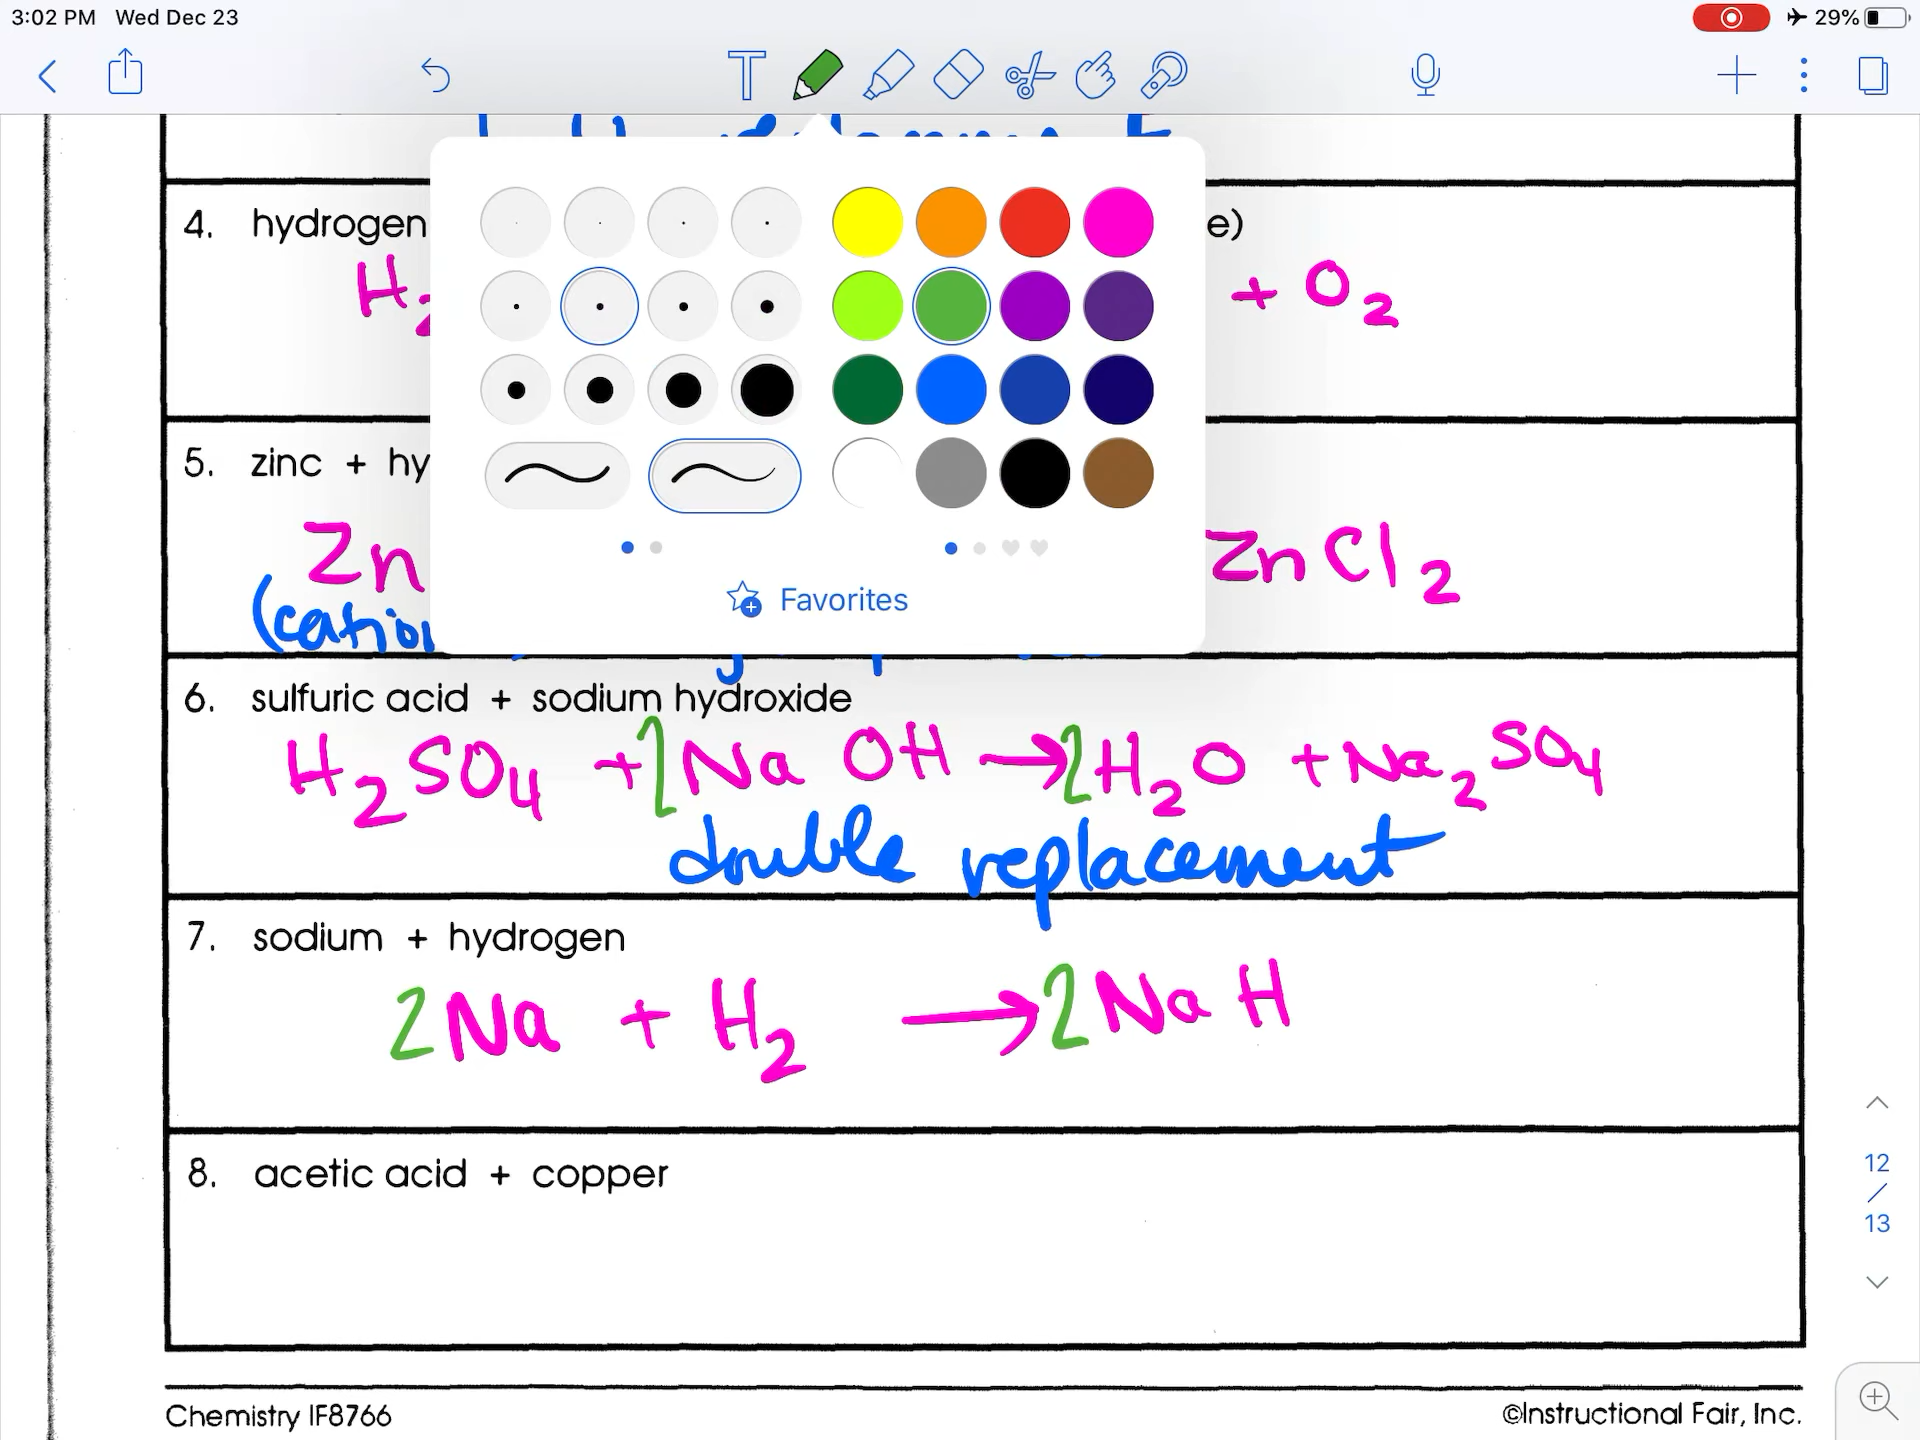 3:02 PM Wed Dec 23 29%
4. hydrogen e)
H₂ + O₂
5. zinc + hy
Zn ZnCl₂
(cation
Favorites
6. sulfuric acid + sodium hydroxide
H₂SO₄ + 2NaOH → 2H₂O + Na₂SO₄
double replacement
7. sodium + hydrogen
2Na + H₂ → 2NaH
8. acetic acid + copper
12
/
13
Chemistry IF8766 ©Instructional Fair, Inc.